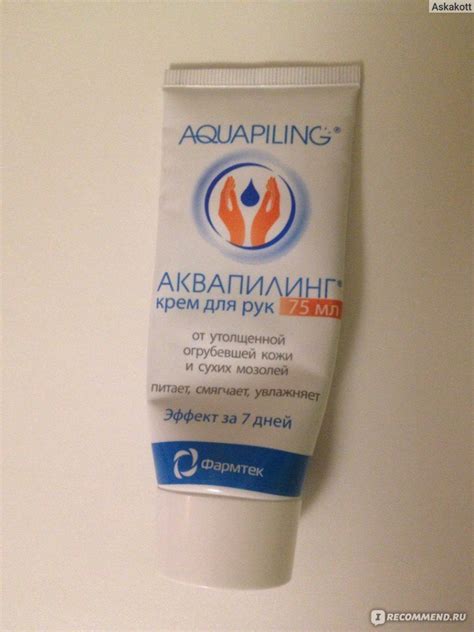 Askakott
AQUAPILING®
АКВАПИЛИНГ®
крем для рук 75 мл
от утолщенной
огрубевшей кожи
и сухих мозолей
питает, смягчает, увлажняет
Эффект за 7 дней
Фармтек
I RECOMMEND.RU